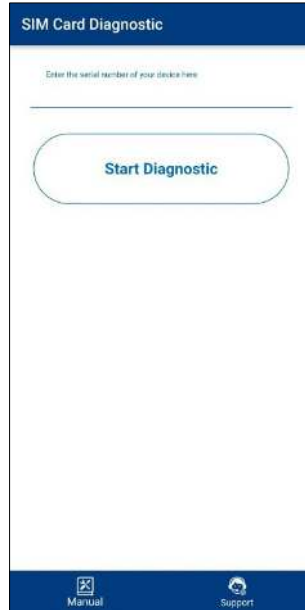 SIM Card Diagnostic
Enter the serial number of your device here
Start Diagnostic
Manual
Support